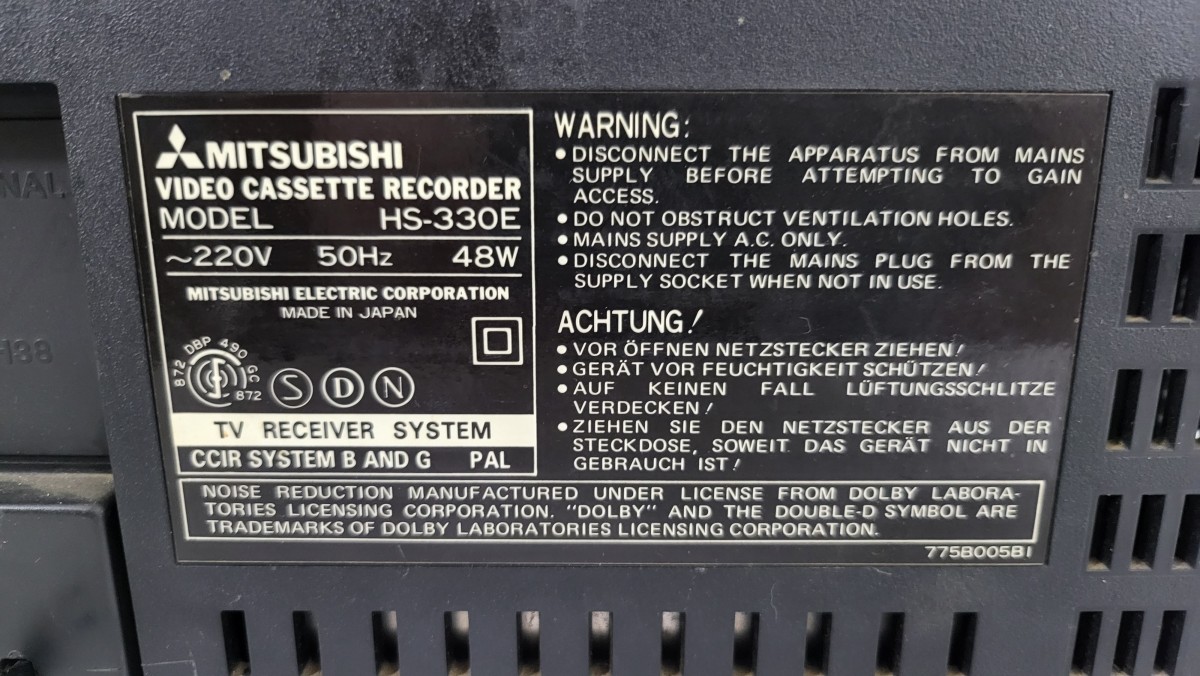 MITSUBISHI
VIDEO CASSETTE RECORDER
MODEL HS-330E
~220V 50Hz 48W
MITSUBISHI ELECTRIC CORPORATION
MADE IN JAPAN
872 DBP 490 GC 872
S D N
TV RECEIVER SYSTEM
CCIR SYSTEM B AND G PAL
WARNING:
• DISCONNECT THE APPARATUS FROM MAINS
SUPPLY BEFORE ATTEMPTING TO GAIN
ACCESS.
• DO NOT OBSTRUCT VENTILATION HOLES.
• MAINS SUPPLY A.C. ONLY.
• DISCONNECT THE MAINS PLUG FROM THE
SUPPLY SOCKET WHEN NOT IN USE.
ACHTUNG!
• VOR ÖFFNEN NETZSTECKER ZIEHEN!
• GERÄT VOR FEUCHTIGKEIT SCHÜTZEN!
• AUF KEINEN FALL LÜFTUNGSSCHLITZE
VERDECKEN!
• ZIEHEN SIE DEN NETZSTECKER AUS DER
STECKDOSE, SOWEIT DAS GERÄT NICHT IN
GEBRAUCH IST!
NOISE REDUCTION MANUFACTURED UNDER LICENSE FROM DOLBY LABORA-
TORIES LICENSING CORPORATION. "DOLBY" AND THE DOUBLE-D SYMBOL ARE
TRADEMARKS OF DOLBY LABORATORIES LICENSING CORPORATION.
775B005B1